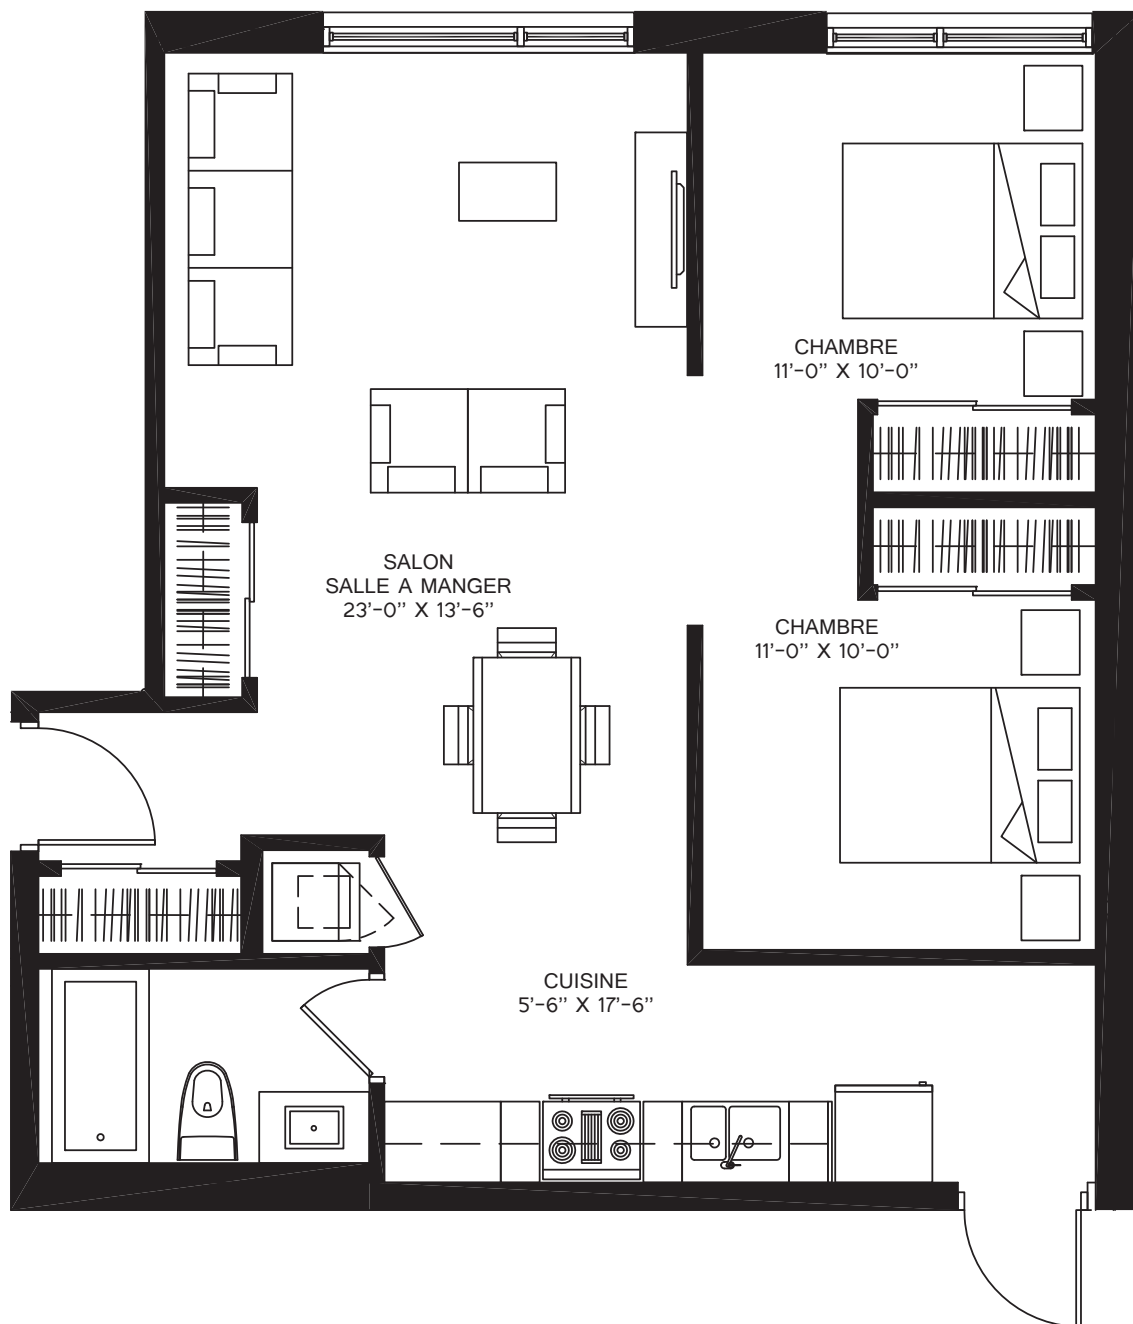 CHAMBRE
11'-0" X 10'-0"
SALON
SALLE A MANGER
23'-0" X 13'-6"
CHAMBRE
11'-0" X 10'-0"
CUISINE
5'-6" X 17'-6"